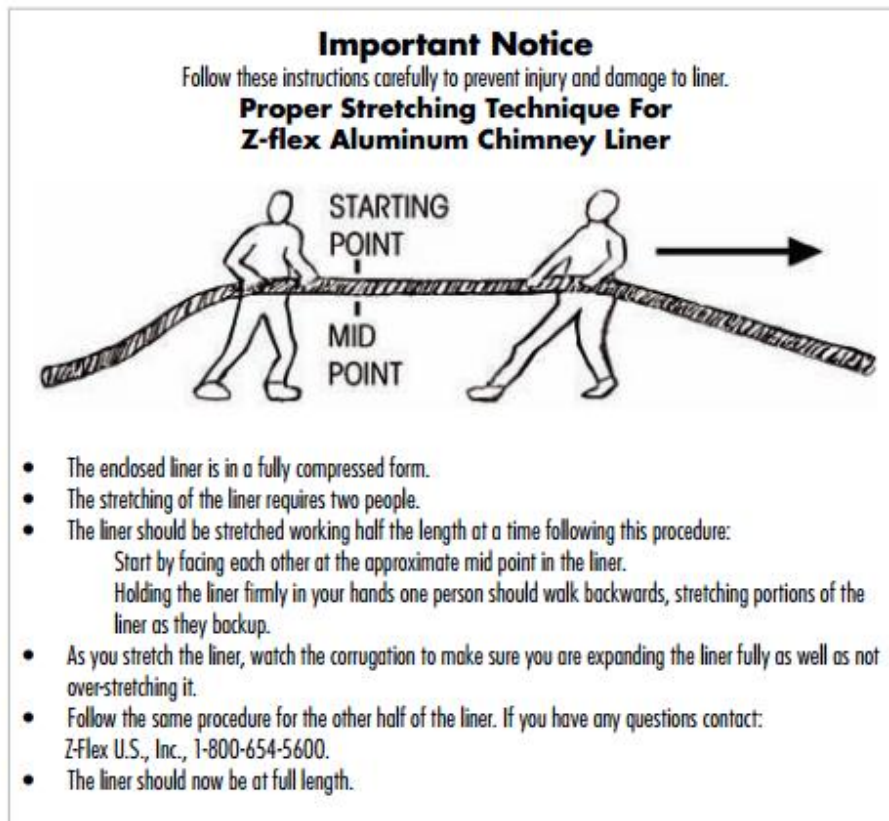 Important Notice
Follow these instructions carefully to prevent injury and damage to liner.
Proper Stretching Technique For
Z-flex Aluminum Chimney Liner
STARTING
POINT
MID
POINT
• The enclosed liner is in a fully compressed form.
• The stretching of the liner requires two people.
• The liner should be stretched working half the length at a time following this procedure:
Start by facing each other at the approximate mid point in the liner.
Holding the liner firmly in your hands one person should walk backwards, stretching portions of the
liner as they backup.
• As you stretch the liner, watch the corrugation to make sure you are expanding the liner fully as well as not
over-stretching it.
• Follow the same procedure for the other half of the liner. If you have any questions contact:
Z-Flex U.S., Inc., 1-800-654-5600.
• The liner should now be at full length.